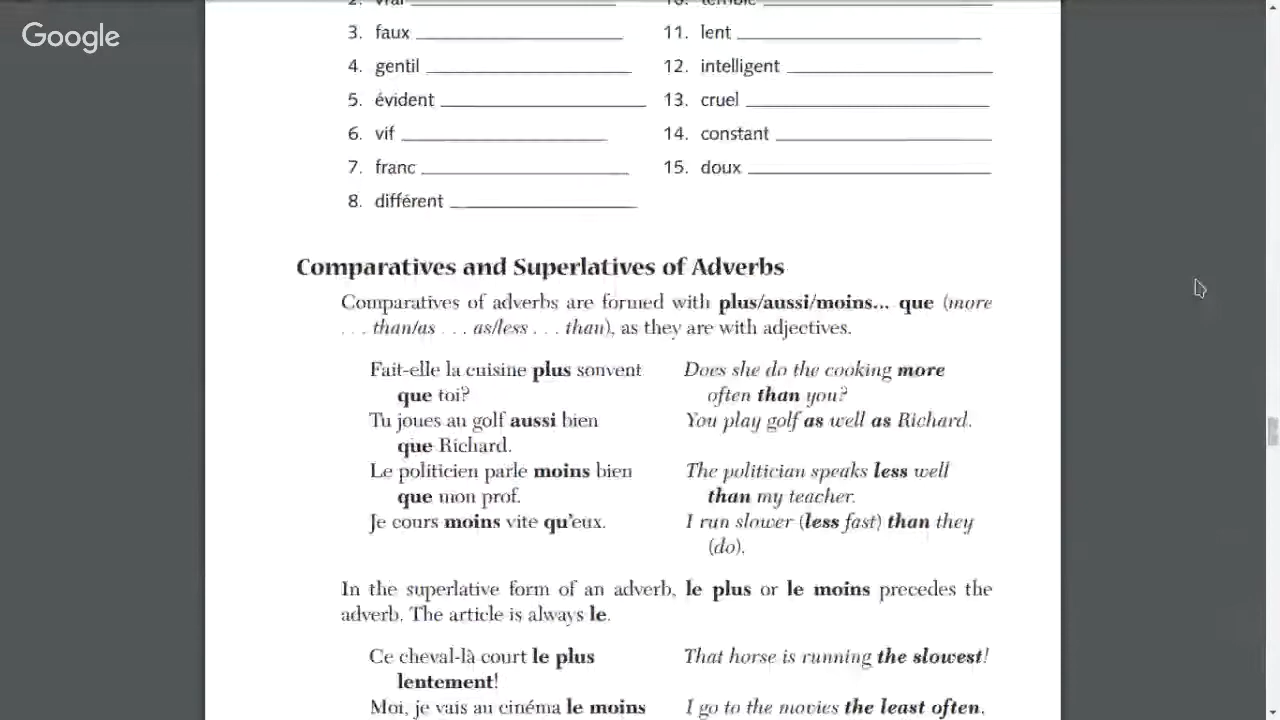 Google
2. vrai
10. terrible
3. faux
11. lent
4. gentil
12. intelligent
5. évident
13. cruel
6. vif
14. constant
7. franc
15. doux
8. différent
Comparatives and Superlatives of Adverbs
Comparatives of adverbs are formed with plus/aussi/moins... que (more
. . . than/as . . . as/less . . . than), as they are with adjectives.
Fait-elle la cuisine plus souvent
que toi?
Does she do the cooking more
often than you?
Tu joues au golf aussi bien
que Richard.
You play golf as well as Richard.
Le politicien parle moins bien
que mon prof.
The politician speaks less well
than my teacher.
Je cours moins vite qu'eux.
I run slower (less fast) than they
(do).
In the superlative form of an adverb, le plus or le moins precedes the
adverb. The article is always le.
Ce cheval-là court le plus
lentement!
That horse is running the slowest!
Moi, je vais au cinéma le moins
I go to the movies the least often,